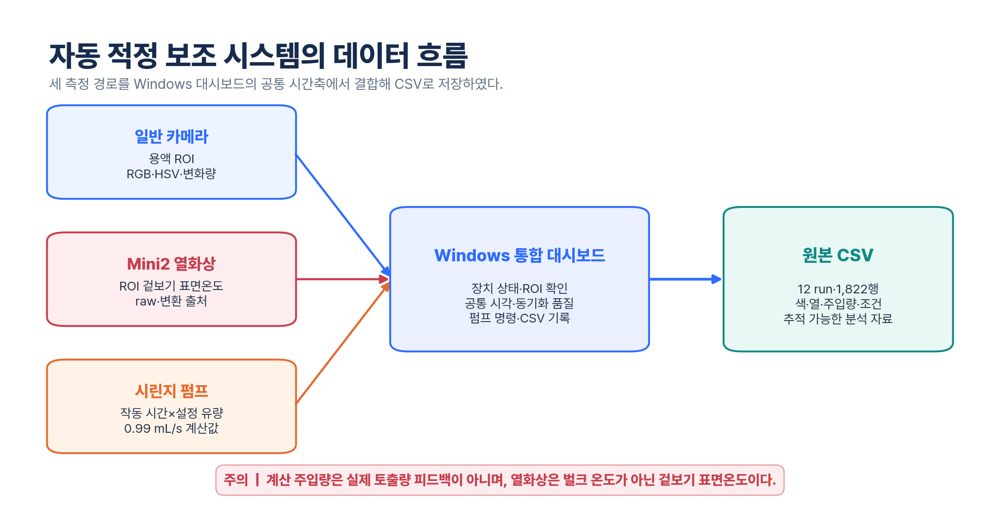 자동 적정 보조 시스템의 데이터 흐름
세 측정 경로를 Windows 대시보드의 공통 시간축에서 결합해 CSV로 저장하였다.
일반 카메라
용액 ROI
RGB·HSV·변화량
Mini2 열화상
ROI 겉보기 표면온도
raw·변환 출처
시린지 펌프
작동 시간×설정 유량
0.99 mL/s 계산값
Windows 통합 대시보드
장치 상태·ROI 확인
공통 시각·동기화 품질
펌프 명령·CSV 기록
원본 CSV
12 run·1,822행
색·열·주입량·조건
추적 가능한 분석 자료
주의 | 계산 주입량은 실제 토출량 피드백이 아니며, 열화상은 벌크 온도가 아닌 겉보기 표면온도이다.